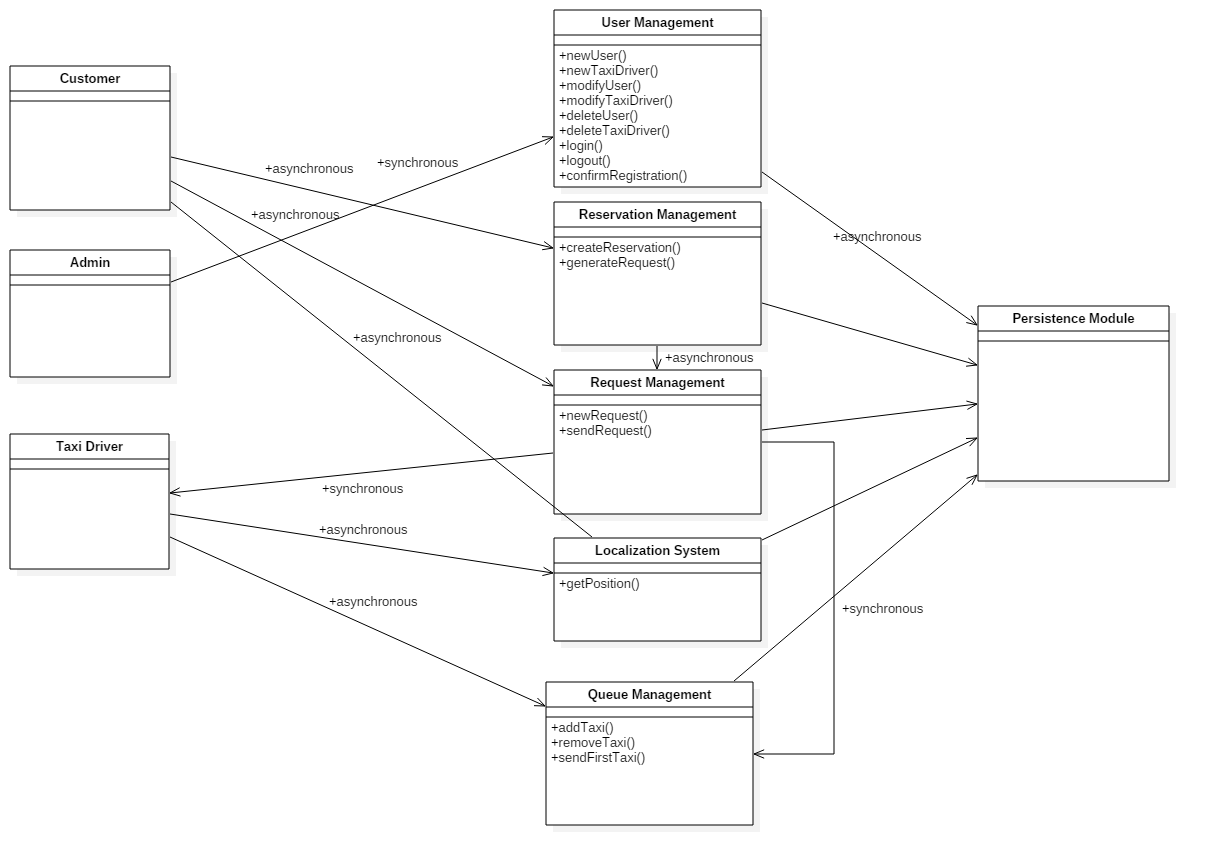 User Management
+newUser()
+newTaxiDriver()
+modifyUser()
+modifyTaxiDriver()
+deleteUser()
+deleteTaxiDriver()
+login()
+logout()
+confirmRegistration()
Customer
+asynchronous
+synchronous
+asynchronous
Reservation Management
+createReservation()
+generateRequest()
+asynchronous
Admin
Persistence Module
+asynchronous
+asynchronous
Request Management
+newRequest()
+sendRequest()
Taxi Driver
+synchronous
+asynchronous
Localization System
+getPosition()
+asynchronous
+synchronous
Queue Management
+addTaxi()
+removeTaxi()
+sendFirstTaxi()